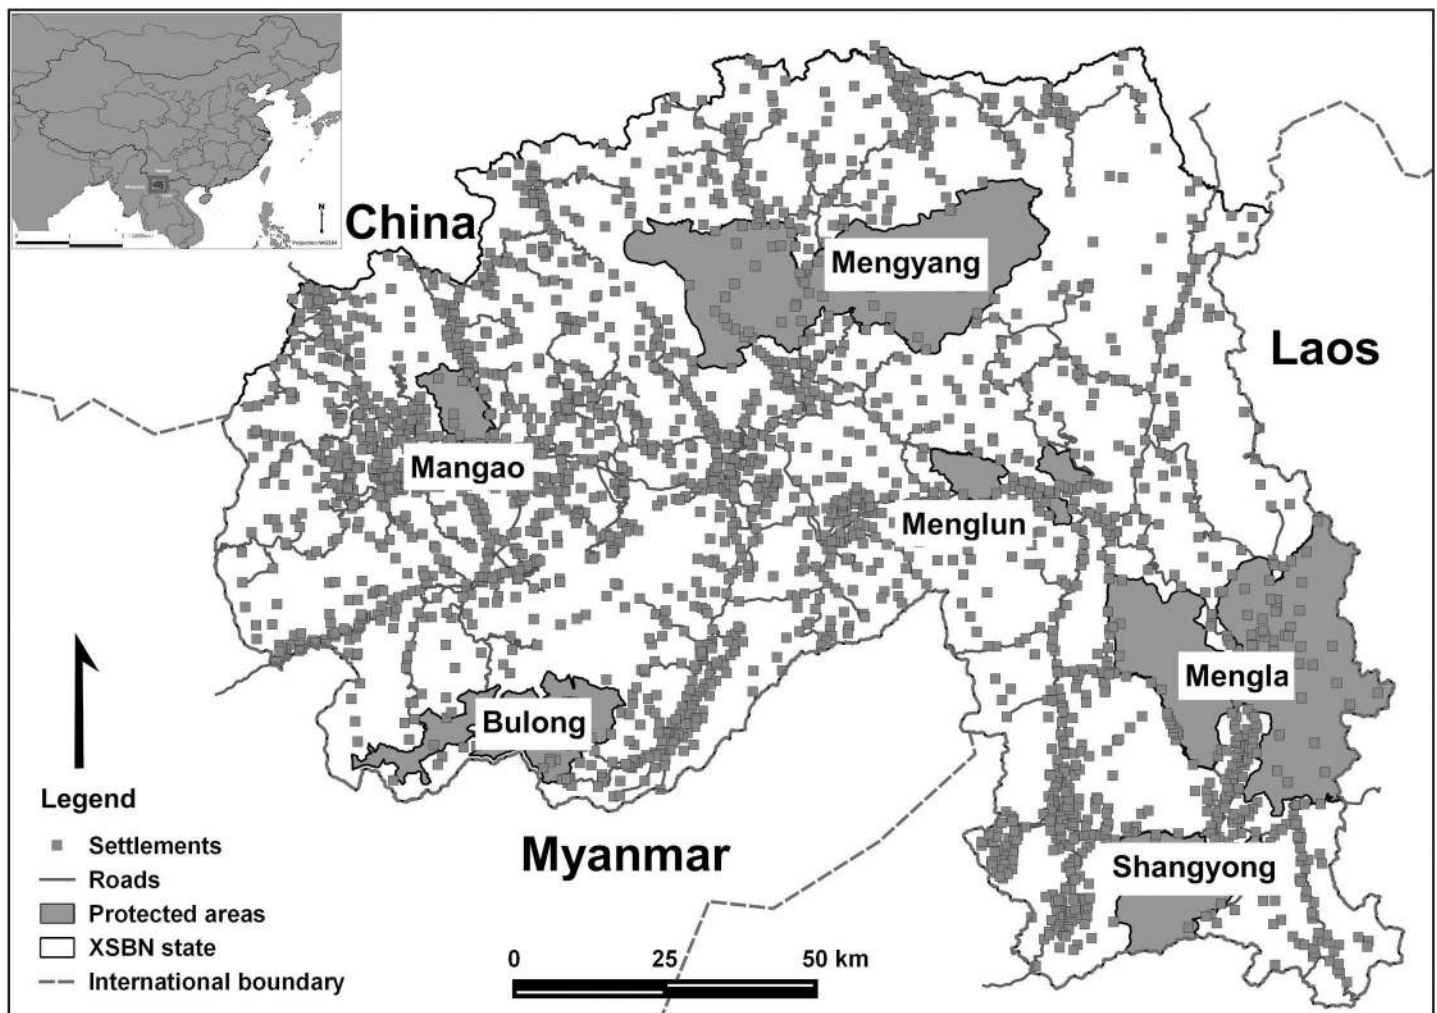 N
China
Mengyang
Laos
Mangao
Menglun
Mengla
Bulong
Legend
Settlements
Myanmar
Shangyong
Roads
Protected areas
XSBN state
0 25 50 km
International boundary